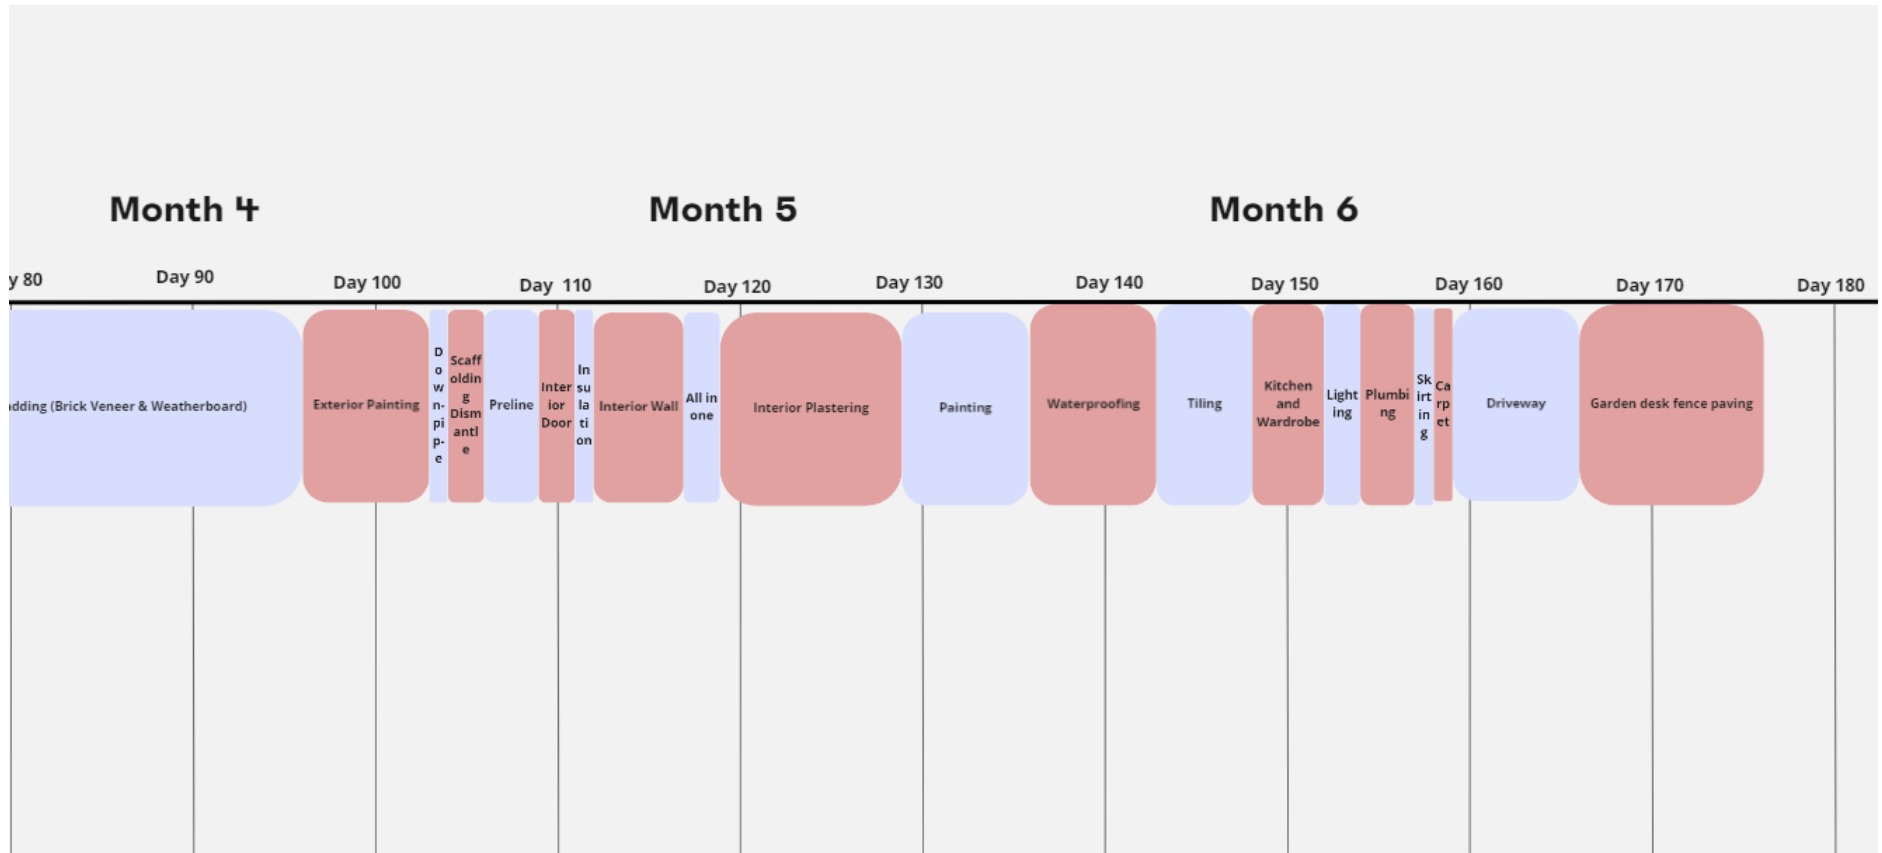 Month 4
Month 5
Month 6
y 80
Day 90
Day 100
Day 110
Day 120
Day 130
Day 140
Day 150
Day 160
Day 170
Day 180
adding (Brick Veneer & Weatherboard)
Exterior Painting
D
o
w
n-
pi
p-
e
Scaff
oldin
g
Dism
antl
e
Preline
Inter
ior
Door
In
su
la
ti
on
Interior Wall
All in
one
Interior Plastering
Painting
Waterproofing
Tiling
Kitchen
and
Wardrobe
Light
ing
Plumbi
ng
Sk
irt
in
g
Ca
rp
et
Driveway
Garden desk fence paving